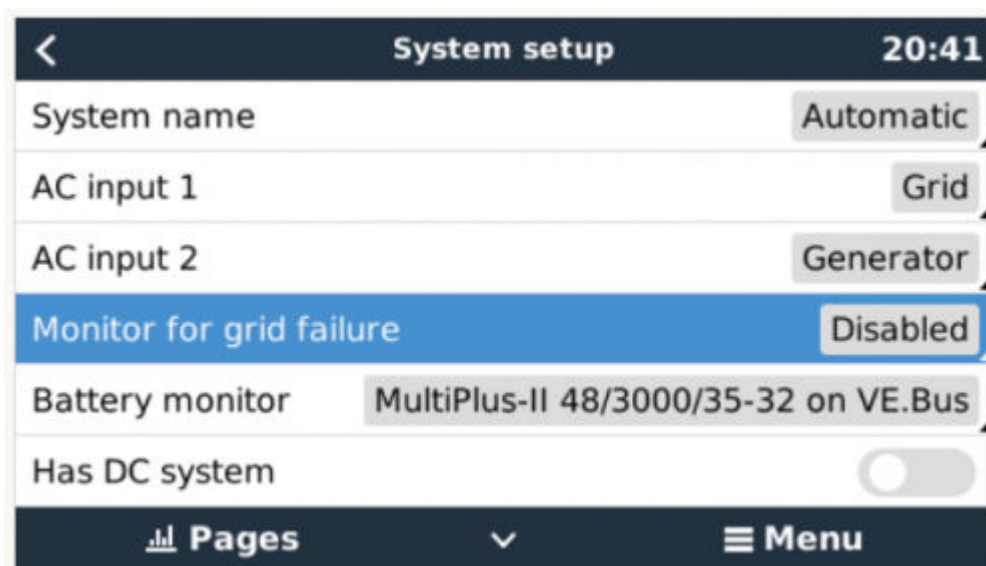 System setup 20:41
System name Automatic
AC input 1 Grid
AC input 2 Generator
Monitor for grid failure Disabled
Battery monitor MultiPlus-II 48/3000/35-32 on VE.Bus
Has DC system
Pages Menu